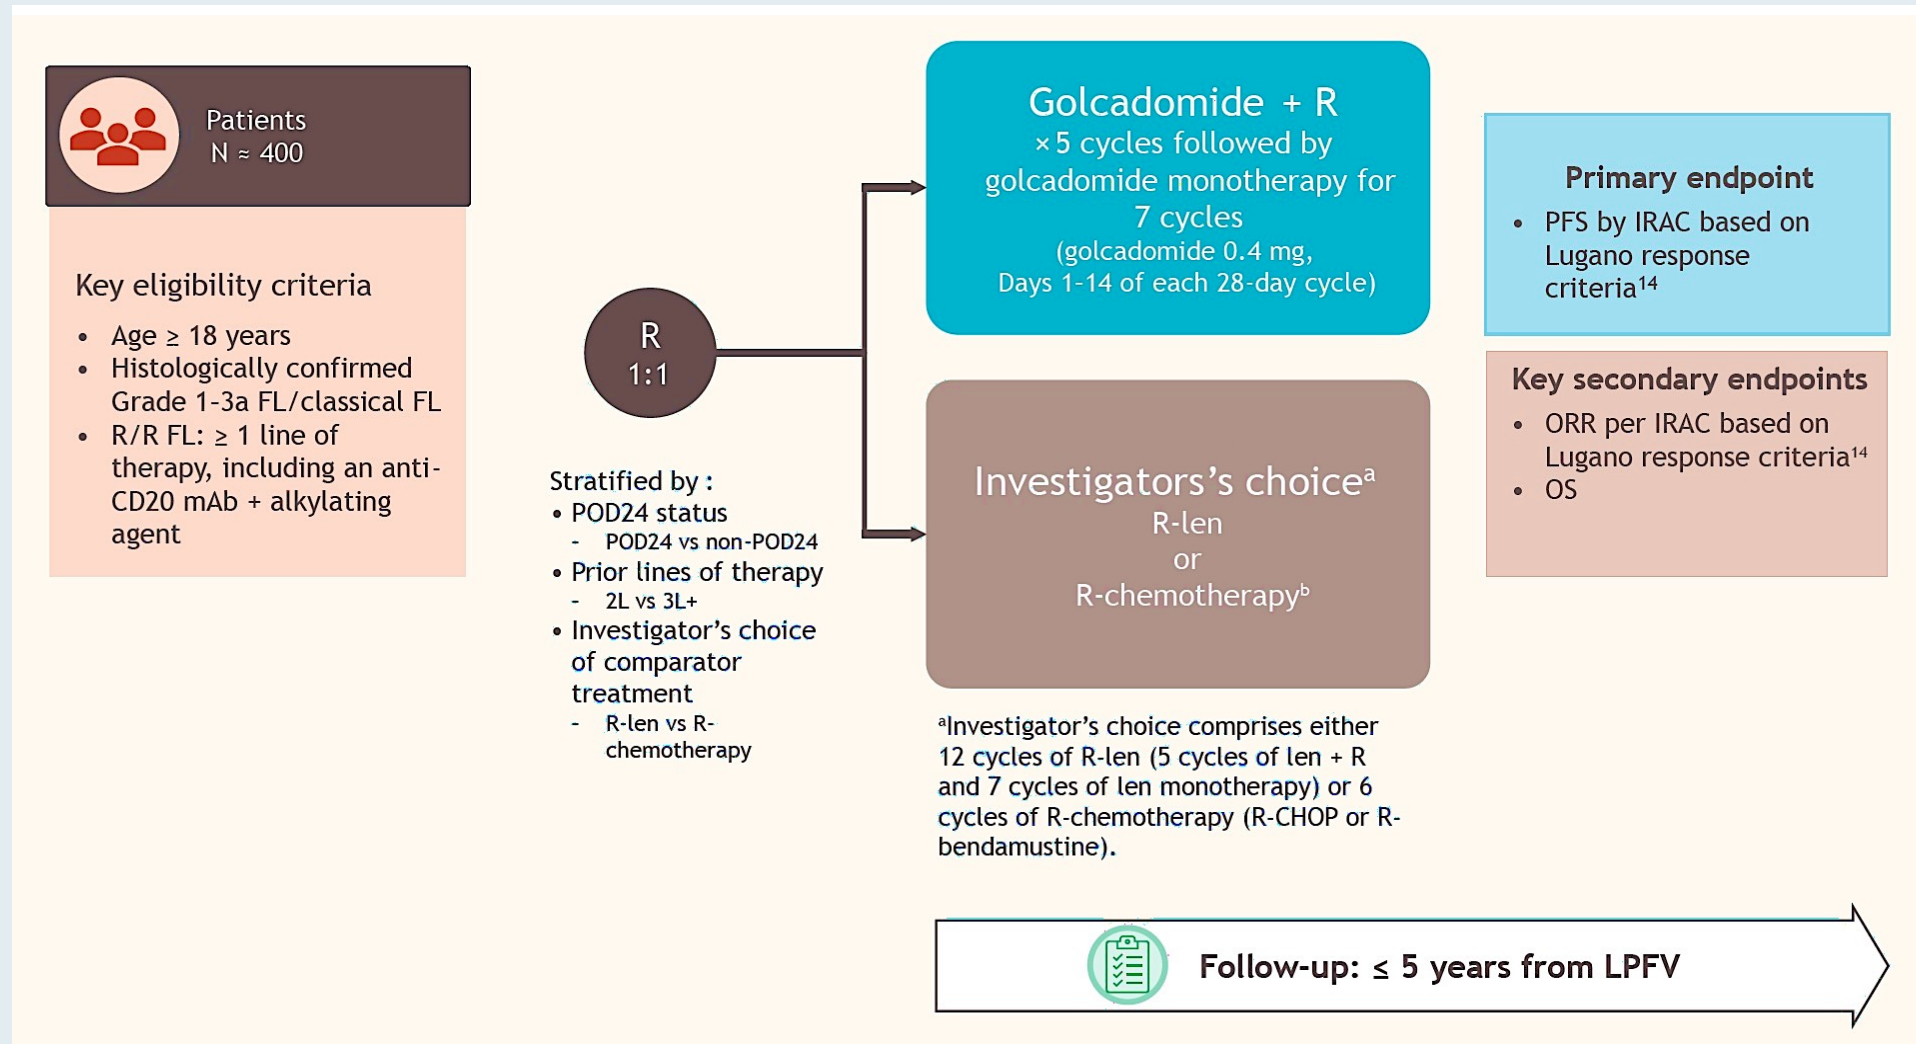 Patients
N ≈ 400
Key eligibility criteria
• Age ≥ 18 years
• Histologically confirmed
Grade 1-3a FL/classical FL
• R/R FL: ≥ 1 line of
therapy, including an anti-
CD20 mAb + alkylating
agent
R
1:1
Stratified by :
• POD24 status
- POD24 vs non-POD24
• Prior lines of therapy
- 2L vs 3L+
• Investigator’s choice
of comparator
treatment
- R-len vs R-
chemotherapy
Golcadomide + R
×5 cycles followed by
golcadomide monotherapy for
7 cycles
(golcadomide 0.4 mg,
Days 1-14 of each 28-day cycle)
Investigators’s choiceᵃ
R-len
or
R-chemotherapyᵇ
ᵃInvestigator’s choice comprises either
12 cycles of R-len (5 cycles of len + R
and 7 cycles of len monotherapy) or 6
cycles of R-chemotherapy (R-CHOP or R-
bendamustine).
Primary endpoint
• PFS by IRAC based on
Lugano response
criteria¹⁴
Key secondary endpoints
• ORR per IRAC based on
Lugano response criteria¹⁴
• OS
Follow-up: ≤ 5 years from LPFV